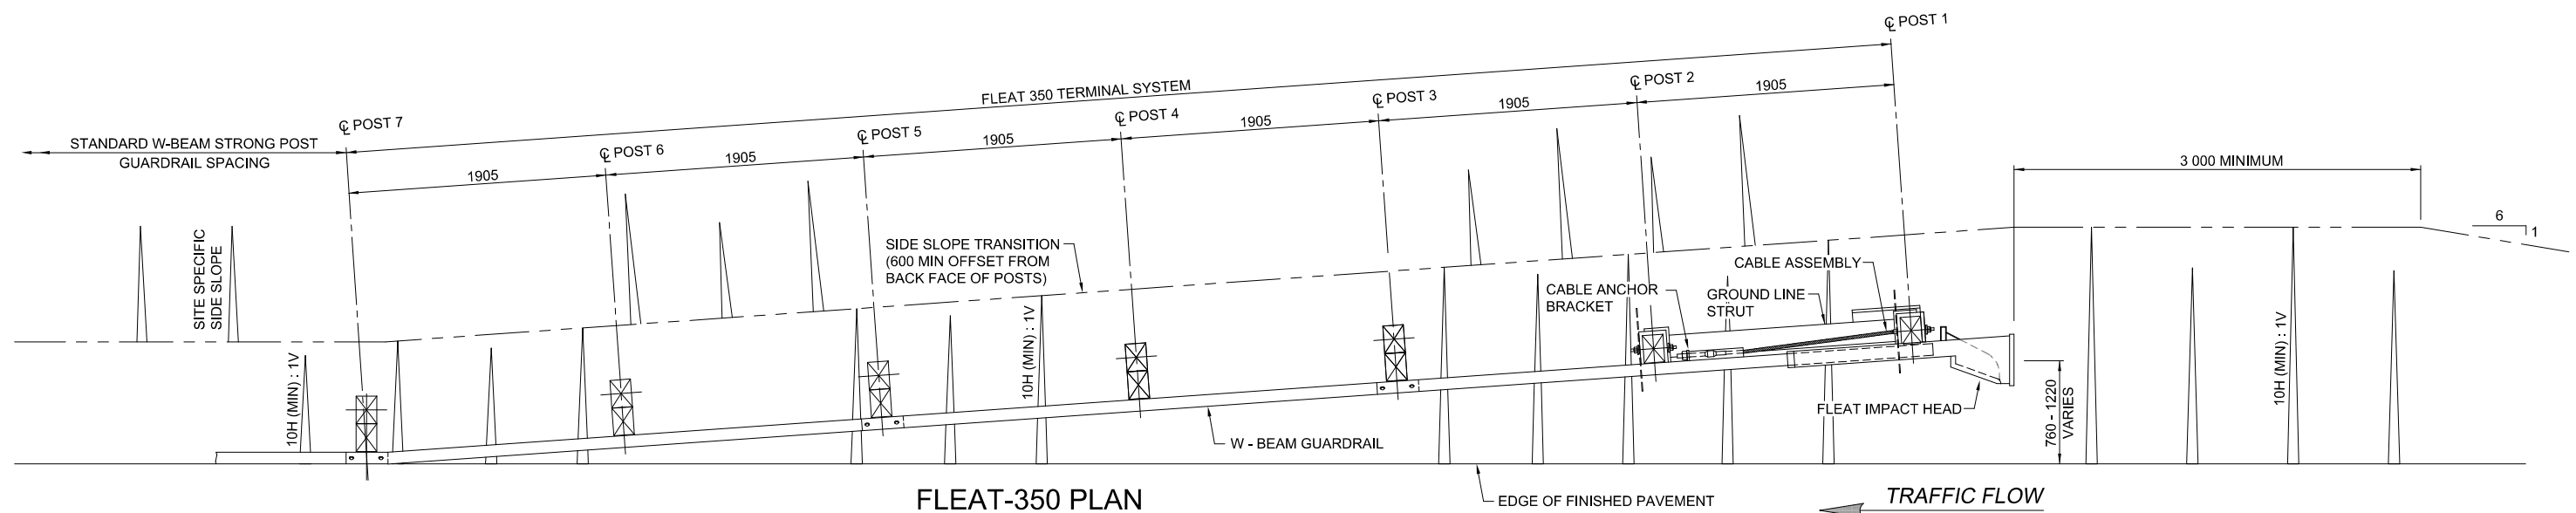 ℄ POST 1
℄ POST 2
1905
FLEAT 350 TERMINAL SYSTEM
℄ POST 3
1905
℄ POST 4
1905
℄ POST 7
℄ POST 5
1905
STANDARD W-BEAM STRONG POST
GUARDRAIL SPACING
℄ POST 6
1905
1905
3 000 MINIMUM
6
1
SITE SPECIFIC
SIDE SLOPE
SIDE SLOPE TRANSITION
(600 MIN OFFSET FROM
BACK FACE OF POSTS)
CABLE ASSEMBLY
CABLE ANCHOR
BRACKET
GROUND LINE
STRUT
10H (MIN) : 1V
10H (MIN) : 1V
10H (MIN) : 1V
FLEAT IMPACT HEAD
760 - 1220
VARIES
W - BEAM GUARDRAIL
FLEAT-350 PLAN
EDGE OF FINISHED PAVEMENT
TRAFFIC FLOW